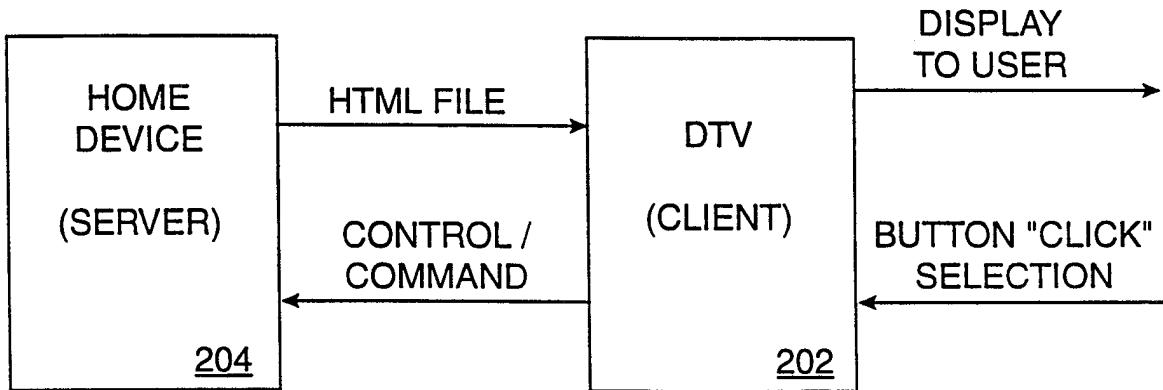 HOME
DEVICE
(SERVER)
204
HTML FILE
CONTROL /
COMMAND
DTV
(CLIENT)
202
DISPLAY
TO USER
BUTTON "CLICK"
SELECTION